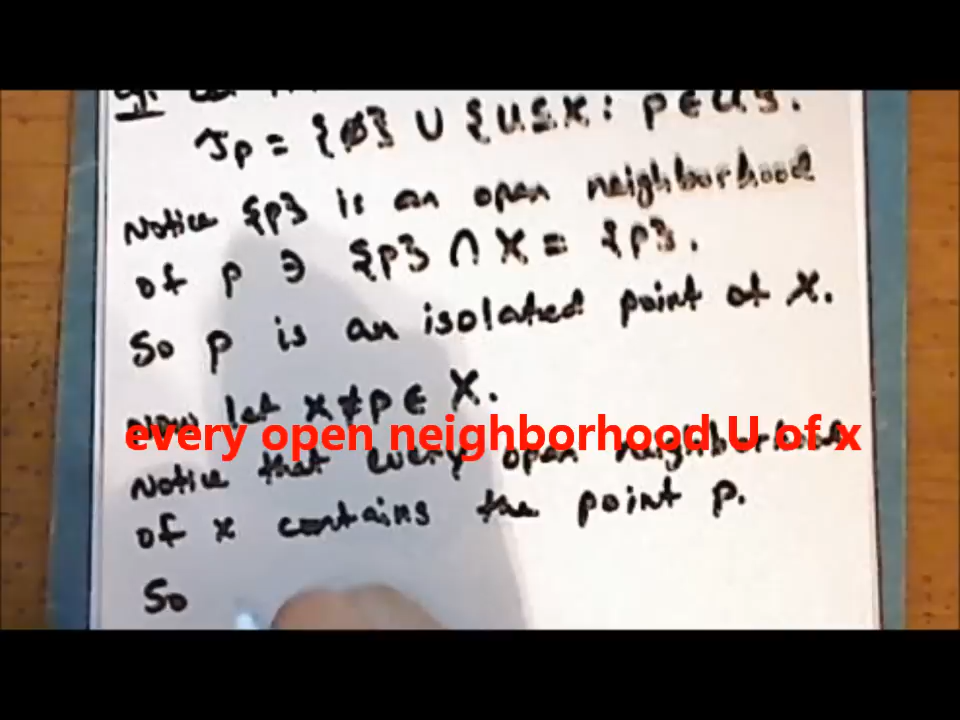 τp = {∅} ∪ {U ⊆ X : p ∈ U}.
Notice {p} is an open neighborhood
of p ∋ {p} ∩ X = {p}.
So p is an isolated point of X.
Now let x ≠ p ∈ X.
every open neighborhood U of x
Notice that every open neighborhood
of x contains the point p.
So